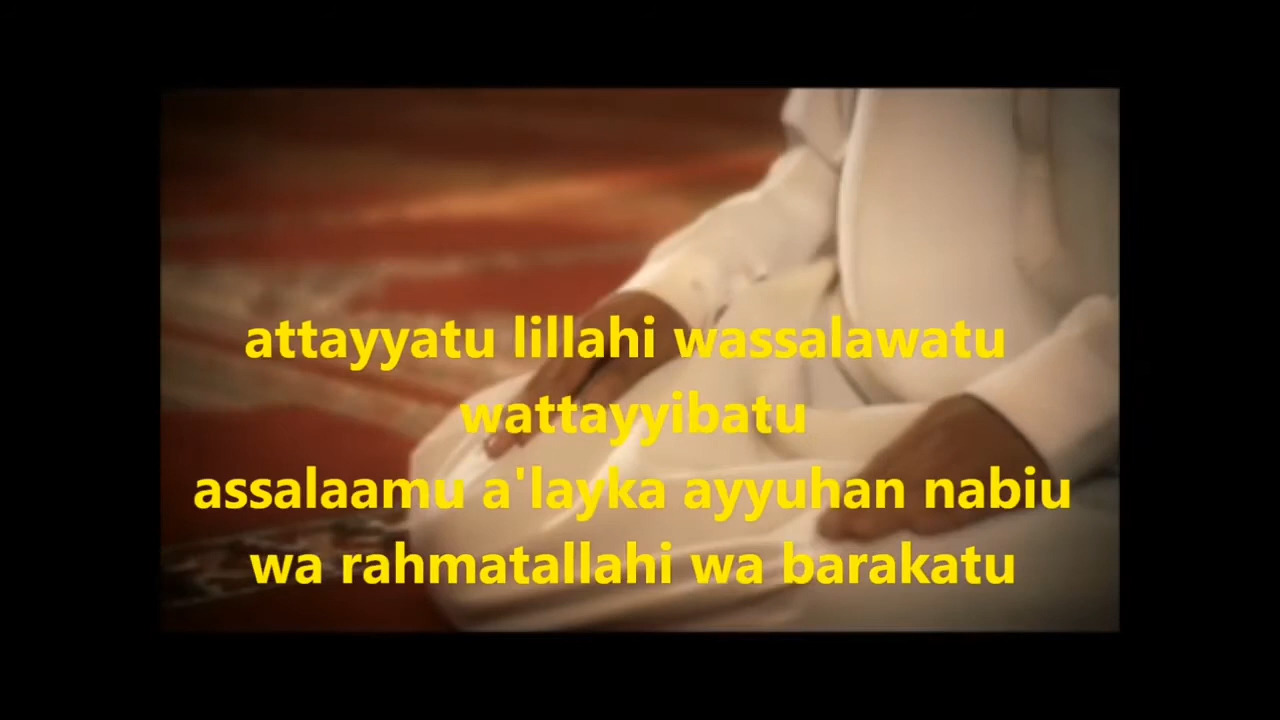 attayyatu lillahi wassalawatu
wattayyibatu
assalaamu a'layka ayyuhan nabiu
wa rahmatallahi wa barakatu